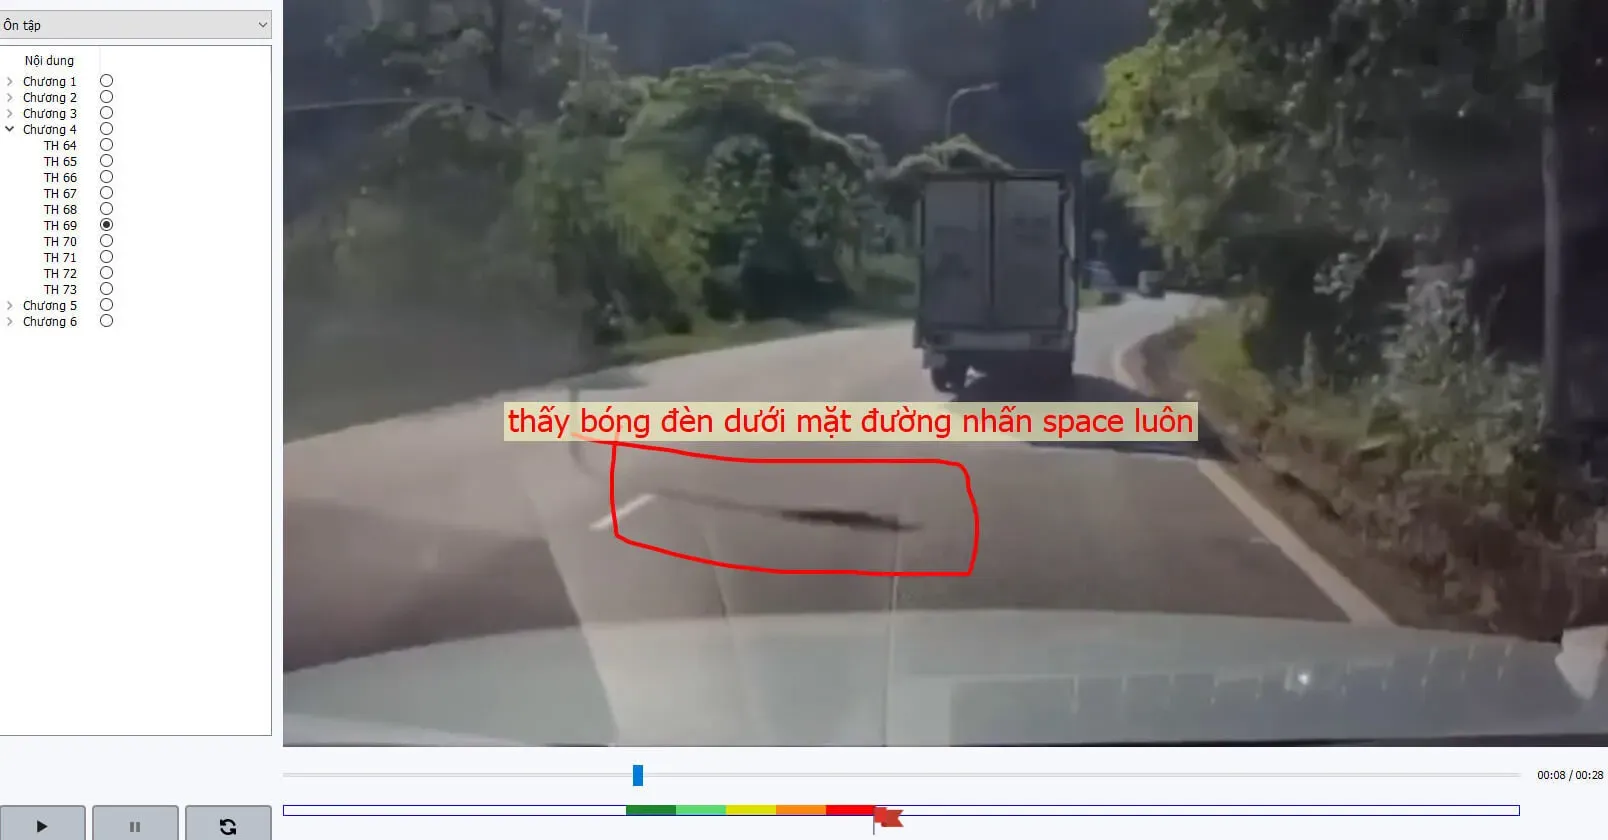 Ôn tập
Nội dung
Chương 1
Chương 2
Chương 3
Chương 4
TH 64
TH 65
TH 66
TH 67
TH 68
TH 69
TH 70
TH 71
TH 72
TH 73
Chương 5
Chương 6
thấy bóng đèn dưới mặt đường nhấn space luôn
00:08 / 00:28